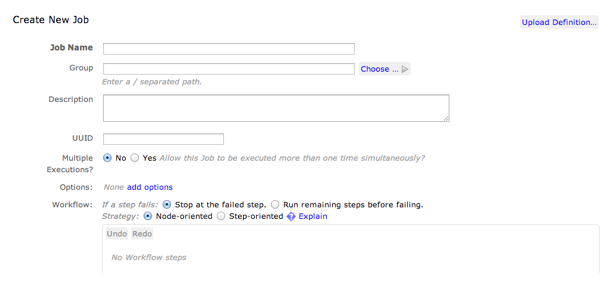 Create New Job
Upload Definition...
Job Name
Group
Choose ...
Enter a / separated path.
Description
UUID
Multiple Executions?
No
Yes
Allow this Job to be executed more than one time simultaneously?
Options:
None add options
Workflow:
If a step fails:
Stop at the failed step.
Run remaining steps before failing.
Strategy:
Node-oriented
Step-oriented
Explain
Undo
Redo
No Workflow steps